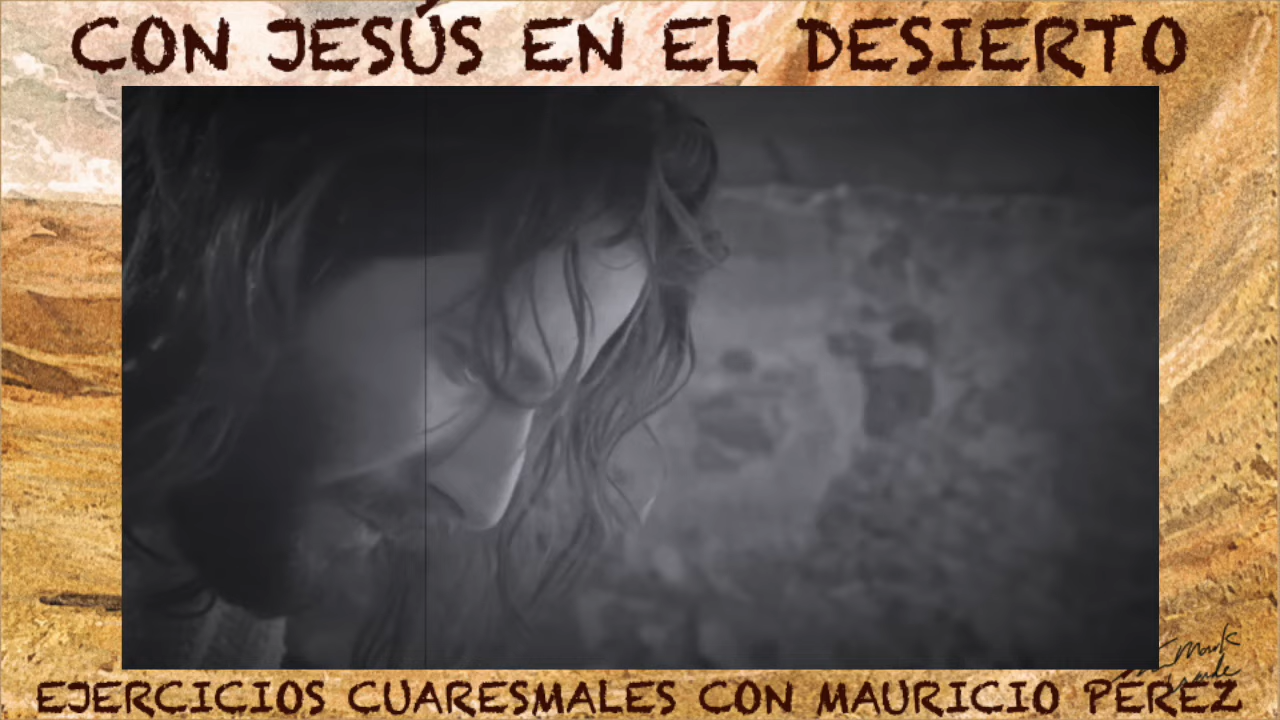 CON JESÚS EN EL DESIERTO
EJERCICIOS CUARESMALES CON MAURICIO PÉREZ